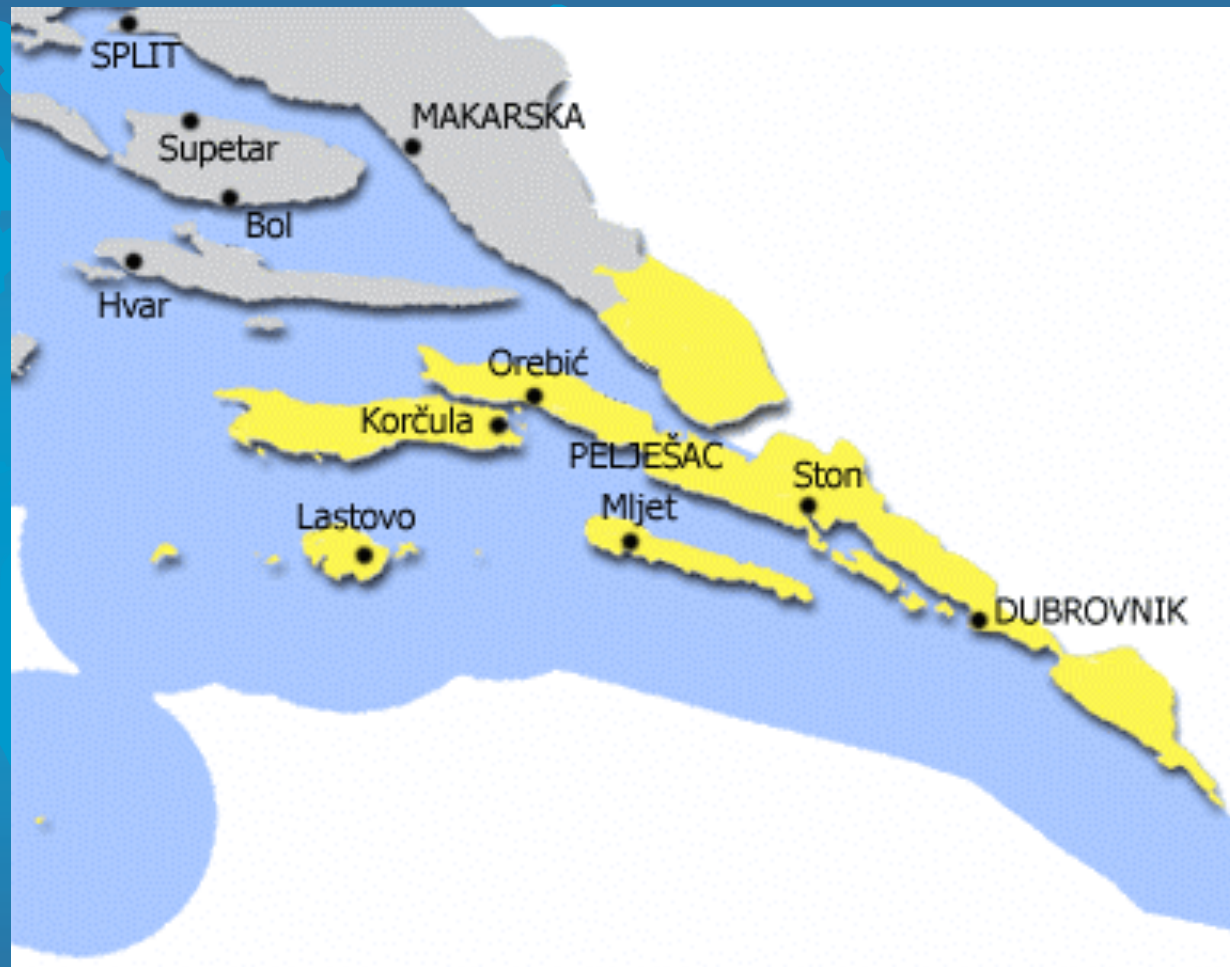 SPLIT
MAKARSKA
Supetar
Bol
Hvar
Orebić
Korčula
PELJEŠAC
Ston
Mljet
Lastovo
DUBROVNIK